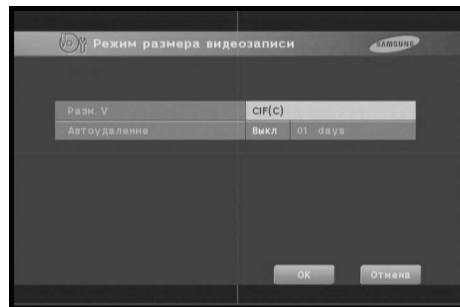 Режим размера видеозаписи SAMSUNG
Разм. V CIF(C)
Автоудаление Выкл 01 days
OK Отмена